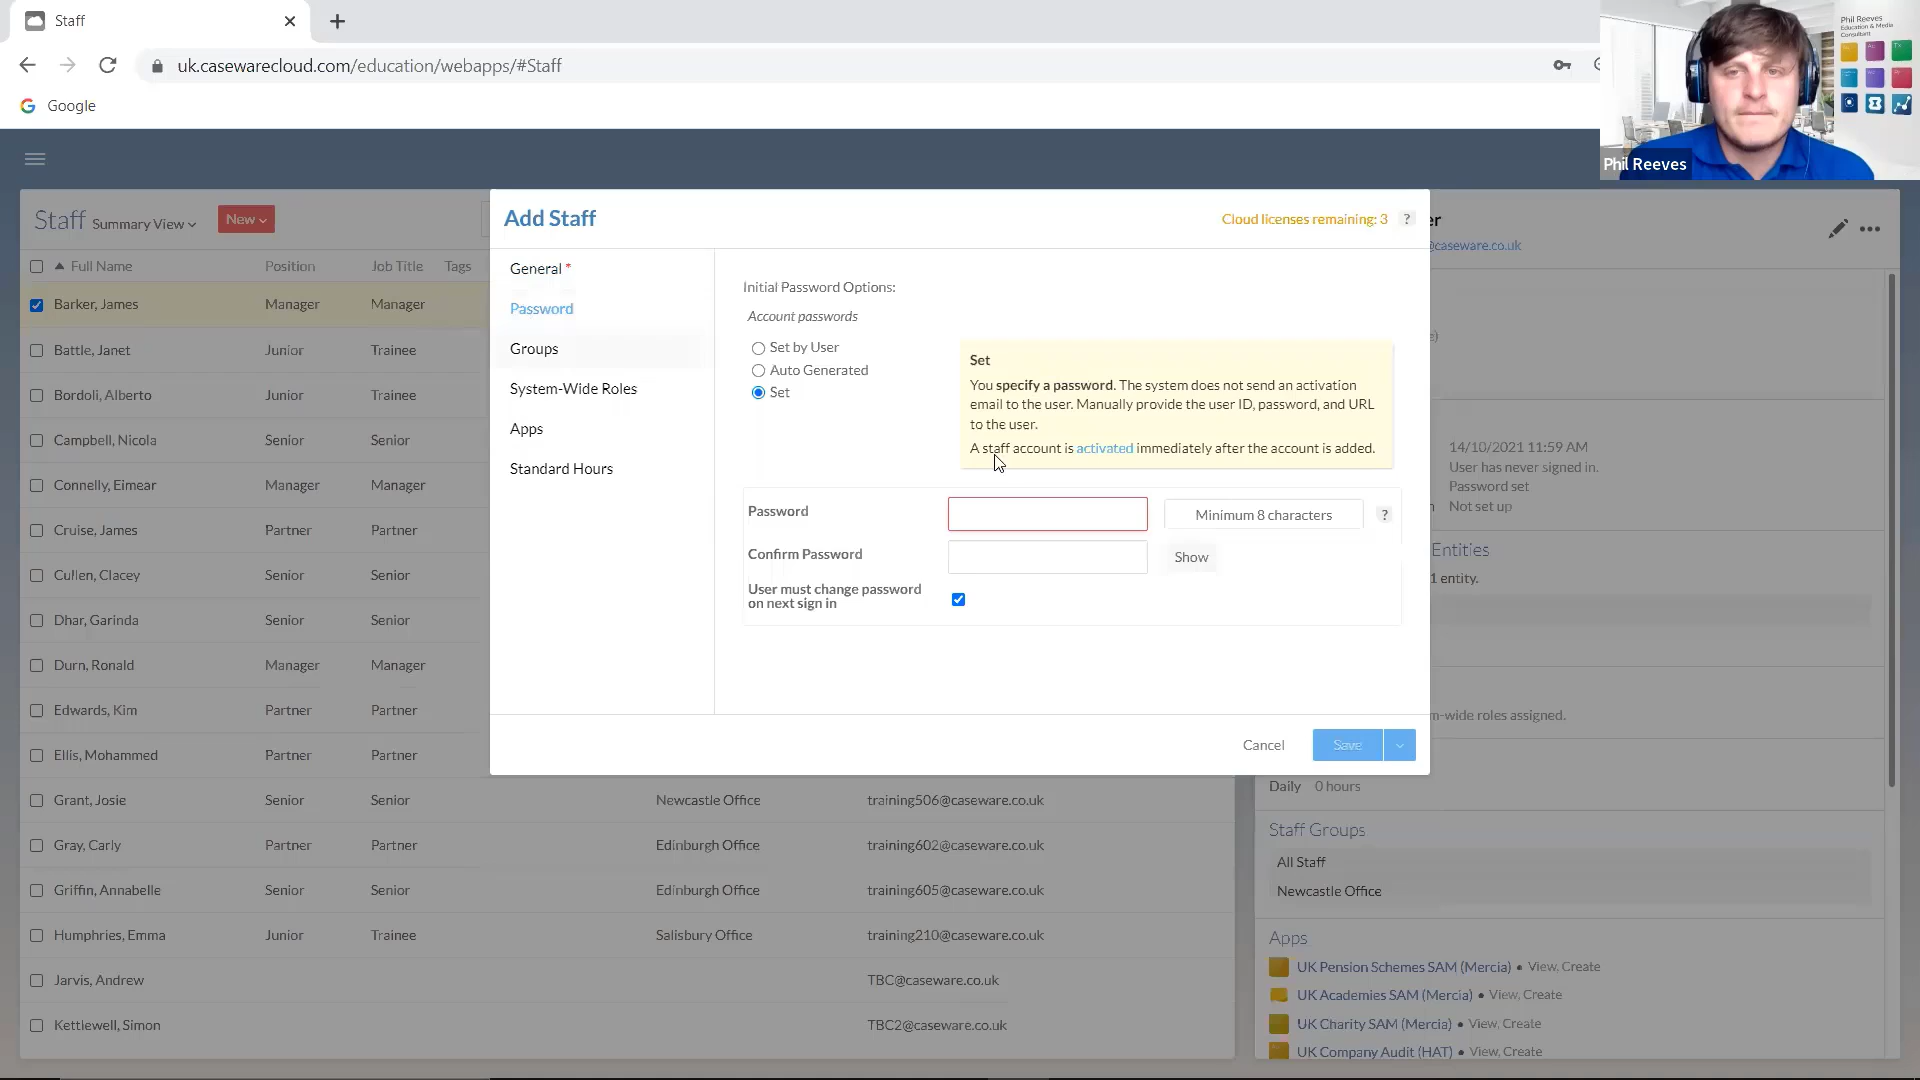 Staff
uk.casewarecloud.com/education/webapps/#Staff
Google
Phil Reeves
Education & Media
Consultant
Phil Reeves
Staff Summary View New
Full Name Position Job Title Tags
Barker, James Manager Manager
Battle, Janet Junior Trainee
Bordoli, Alberto Junior Trainee
Campbell, Nicola Senior Senior
Connelly, Eimear Manager Manager
Cruise, James Partner Partner
Cullen, Clacey Senior Senior
Dhar, Garinda Senior Senior
Durn, Ronald Manager Manager
Edwards, Kim Partner Partner
Ellis, Mohammed Partner Partner
Grant, Josie Senior Senior Newcastle Office training506@caseware.co.uk
Gray, Carly Partner Partner Edinburgh Office training602@caseware.co.uk
Griffin, Annabelle Senior Senior Edinburgh Office training605@caseware.co.uk
Humphries, Emma Junior Trainee Salisbury Office training210@caseware.co.uk
Jarvis, Andrew TBC@caseware.co.uk
Kettlewell, Simon TBC2@caseware.co.uk
Add Staff Cloud licenses remaining: 3 ?
General *
Password
Groups
System-Wide Roles
Apps
Standard Hours
Initial Password Options:
Account passwords
Set by User
Auto Generated
Set
Set
You specify a password. The system does not send an activation
email to the user. Manually provide the user ID, password, and URL
to the user.
A staff account is activated immediately after the account is added.
Password Minimum 8 characters ?
Confirm Password Show
User must change password
on next sign in
Cancel Save
er
@caseware.co.uk
14/10/2021 11:59 AM
User has never signed in.
Password set
Not set up
Entities
1 entity.
m-wide roles assigned.
Daily 0 hours
Staff Groups
All Staff
Newcastle Office
Apps
UK Pension Schemes SAM (Mercia) • View, Create
UK Academies SAM (Mercia) • View, Create
UK Charity SAM (Mercia) • View, Create
UK Company Audit (HAT) • View, Create